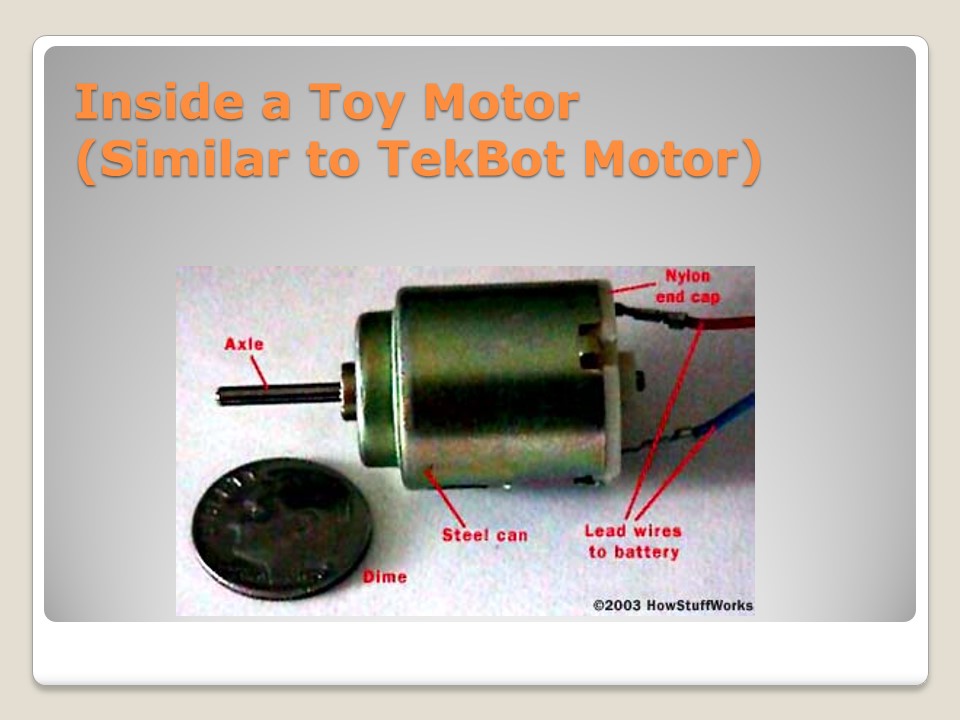 Inside a Toy Motor
(Similar to TekBot Motor)
Nylon
end cap
Axle
Steel can
Lead wires
to battery
Dime
©2003 HowStuffWorks